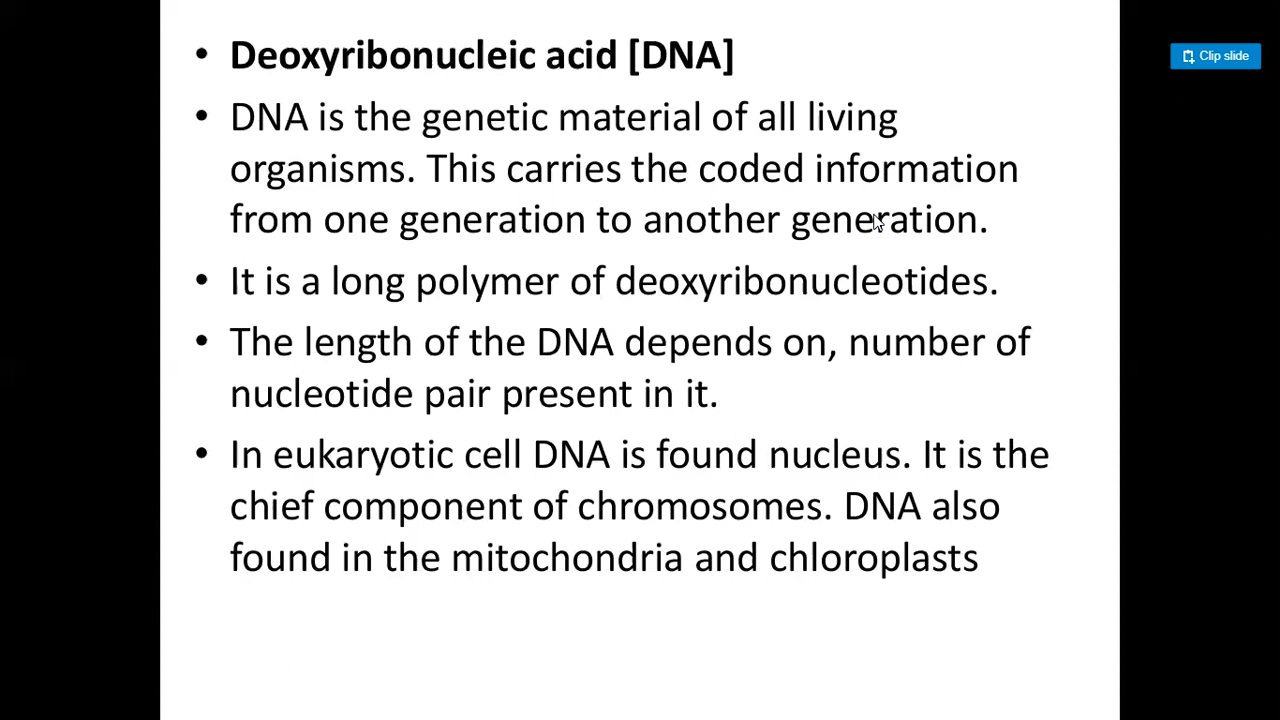 • Deoxyribonucleic acid [DNA]
Clip slide
• DNA is the genetic material of all living
organisms. This carries the coded information
from one generation to another generation.
• It is a long polymer of deoxyribonucleotides.
• The length of the DNA depends on, number of
nucleotide pair present in it.
• In eukaryotic cell DNA is found nucleus. It is the
chief component of chromosomes. DNA also
found in the mitochondria and chloroplasts